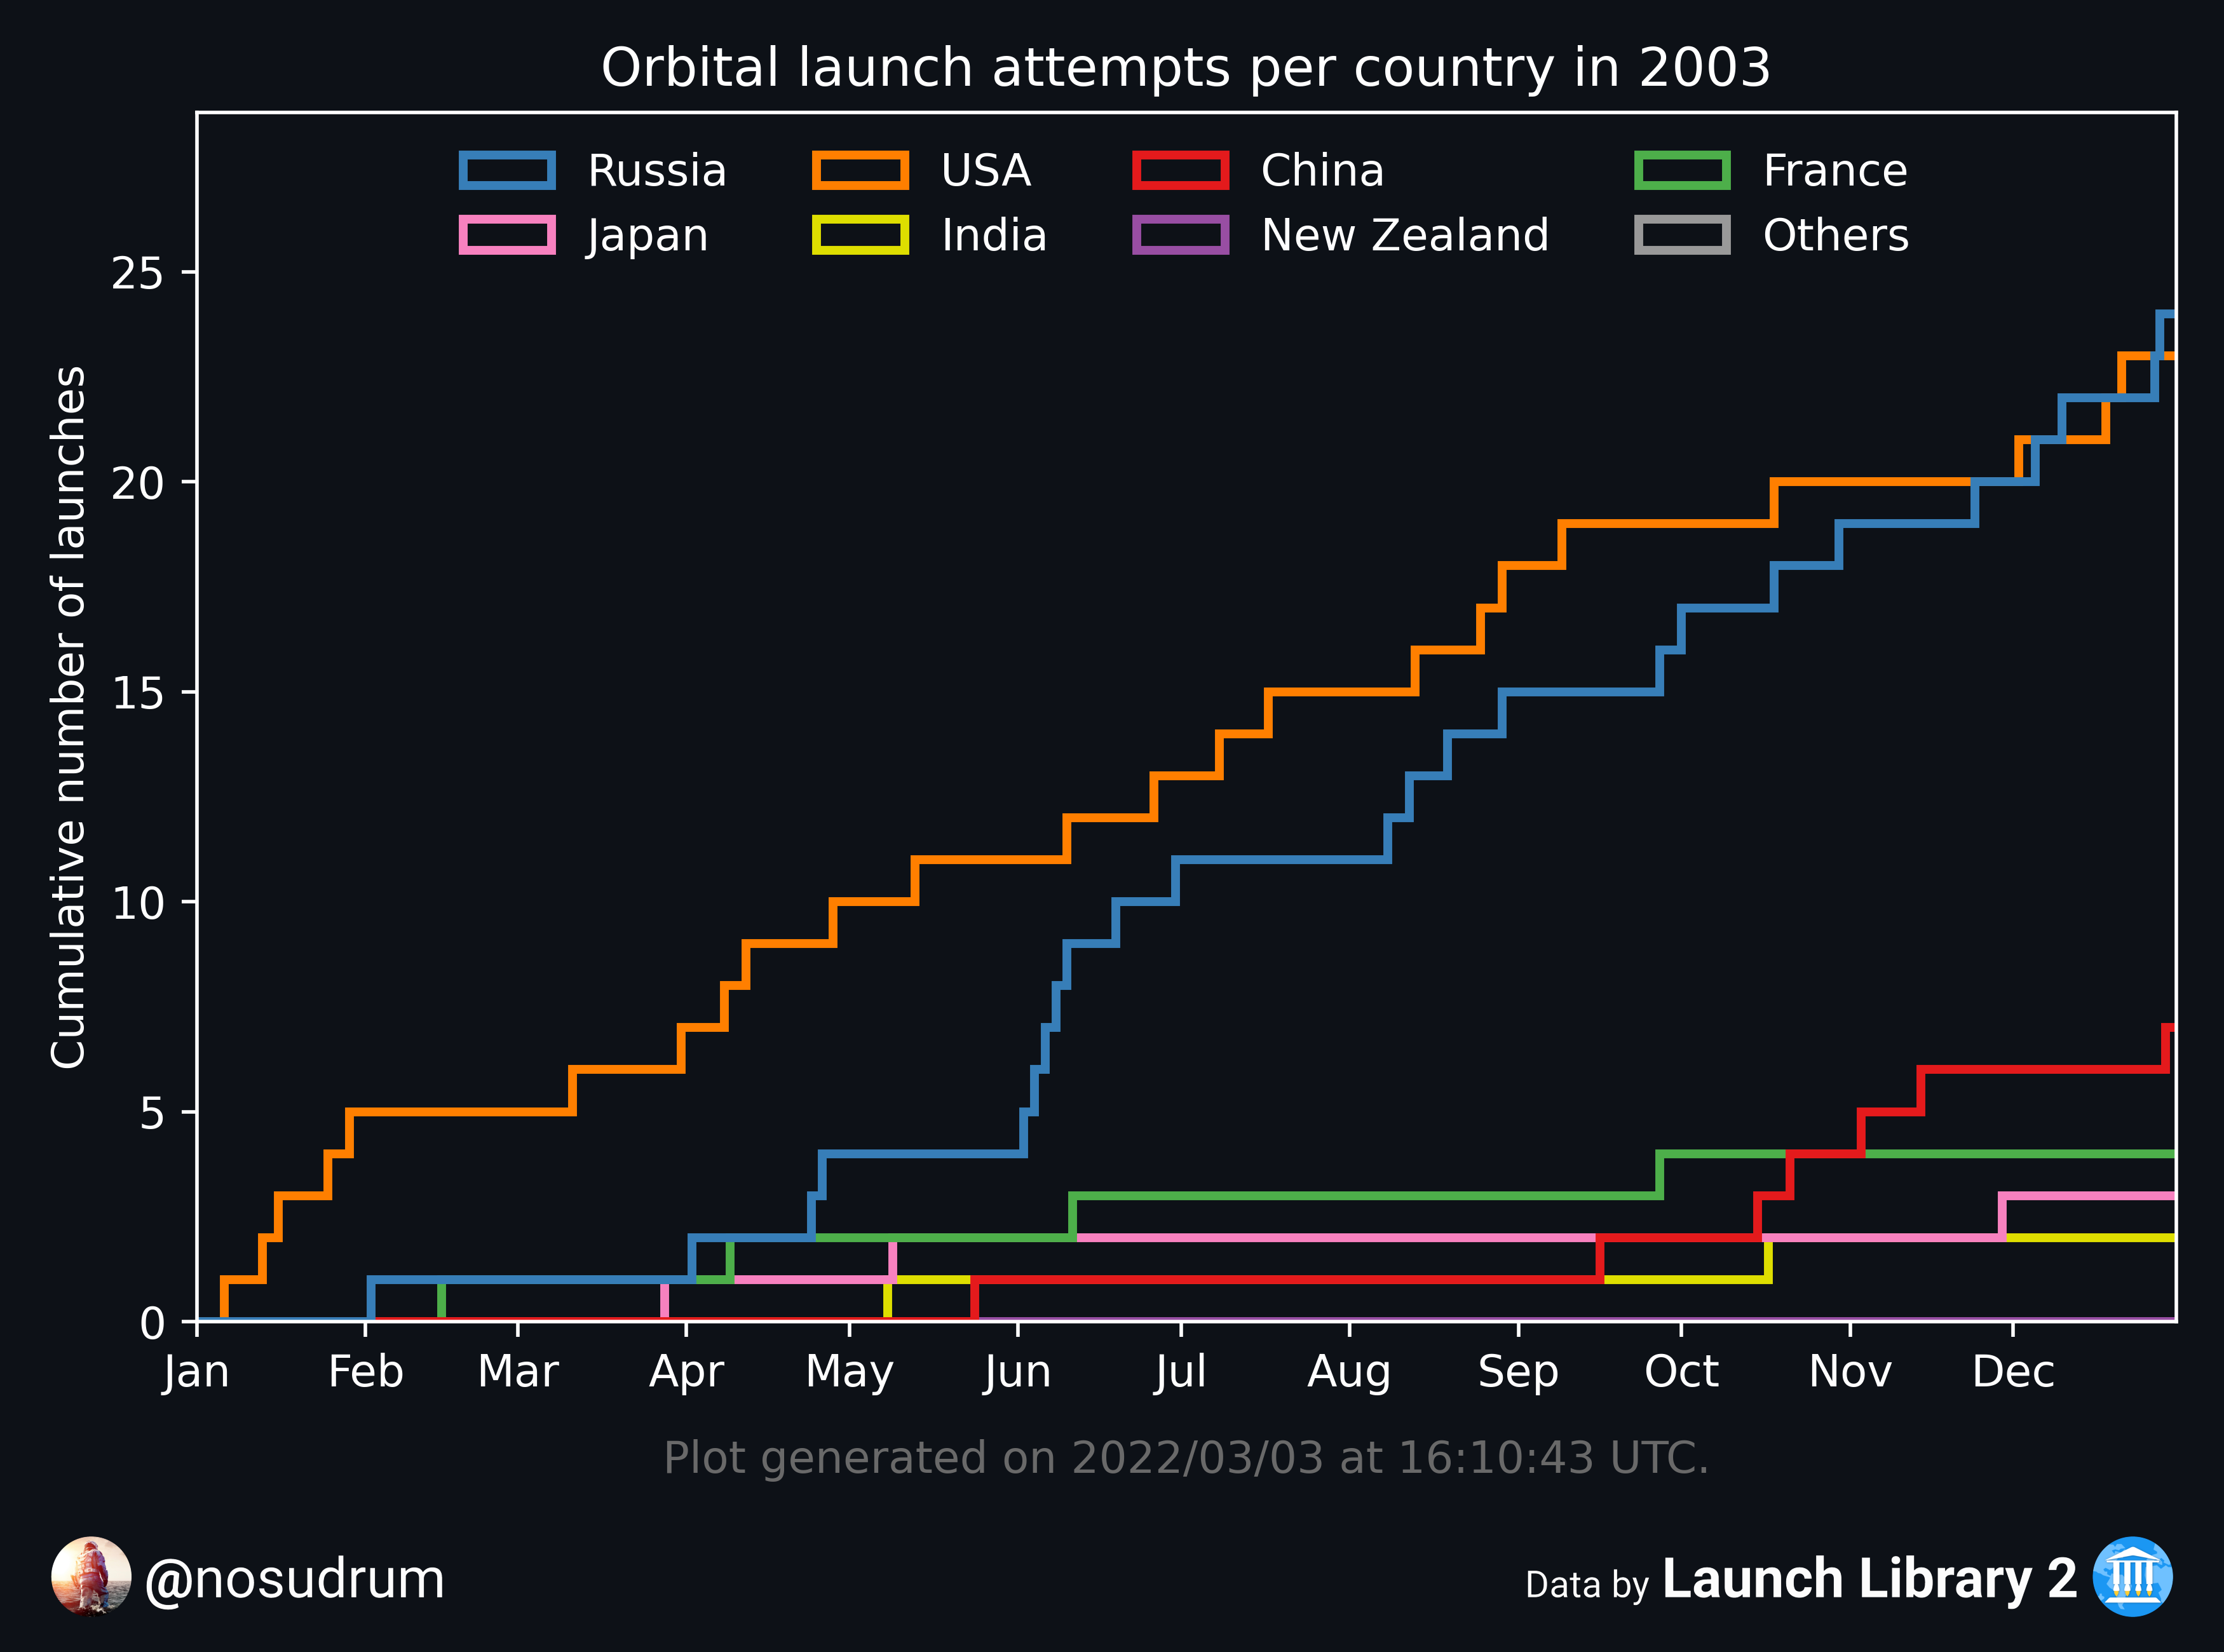 Orbital launch attempts per country in 2003
Russia USA China France
Japan India New Zealand Others
Cumulative number of launches
25
20
15
10
5
0
Jan Feb Mar Apr May Jun Jul Aug Sep Oct Nov Dec
Plot generated on 2022/03/03 at 16:10:43 UTC.
@nosudrum
Data by Launch Library 2